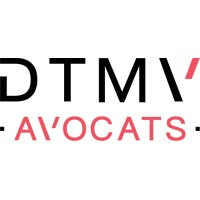 DTMV
· AVOCATS ·